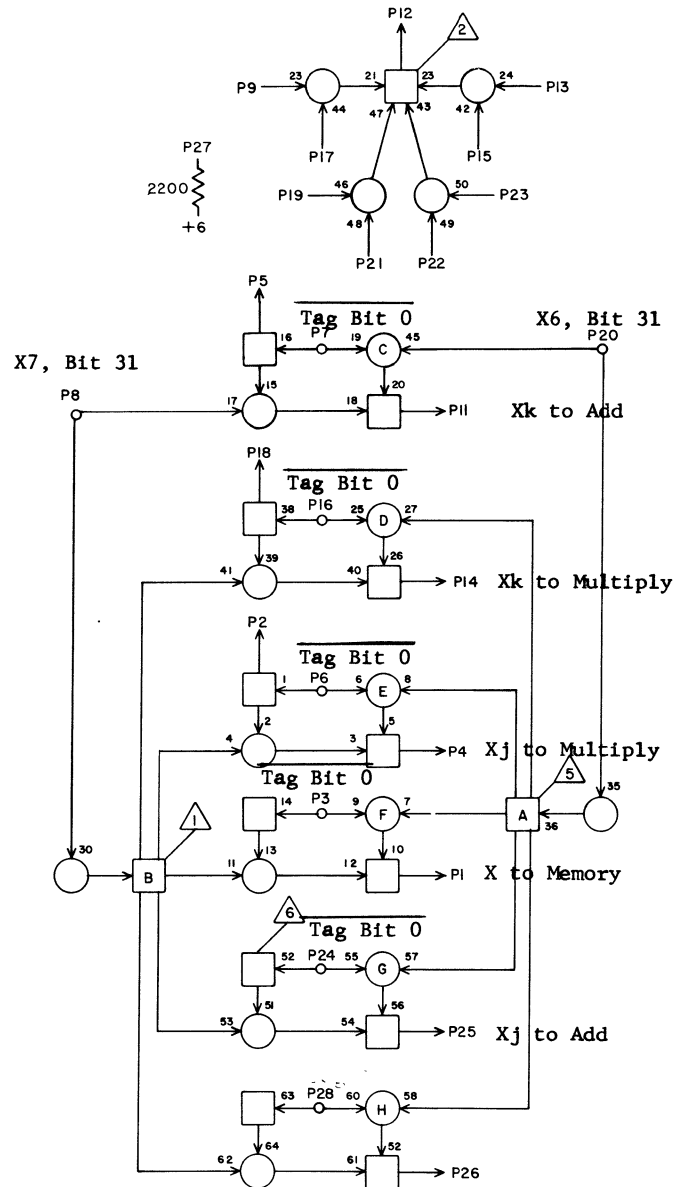 P12
2
P9 23 21 23 24 P13
44 47 43 42
P17 P15
P27
2200
+6
P19 46 50 P23
48 49
P21 P22
P5
Tag Bit 0
X6, Bit 31
16 P7 19 C 45 P20
X7, Bit 31
P8
15 20
17 18 P11 Xk to Add
P18
Tag Bit 0
38 P16 25 D 27
39 26
41 40 P14 Xk to Multiply
P2
Tag Bit 0
1 P6 6 E 8
2 5
4 3 P4 Xj to Multiply
Tag Bit 0
5
14 P3 9 F 7 A 36 35
1
13 10
30 B 11 12 P1 X to Memory
6
Tag Bit 0
52 P24 55 G 57
51 56
53 54 P25 Xj to Add
63 P28 60 H 58
64 52
62 61 P26